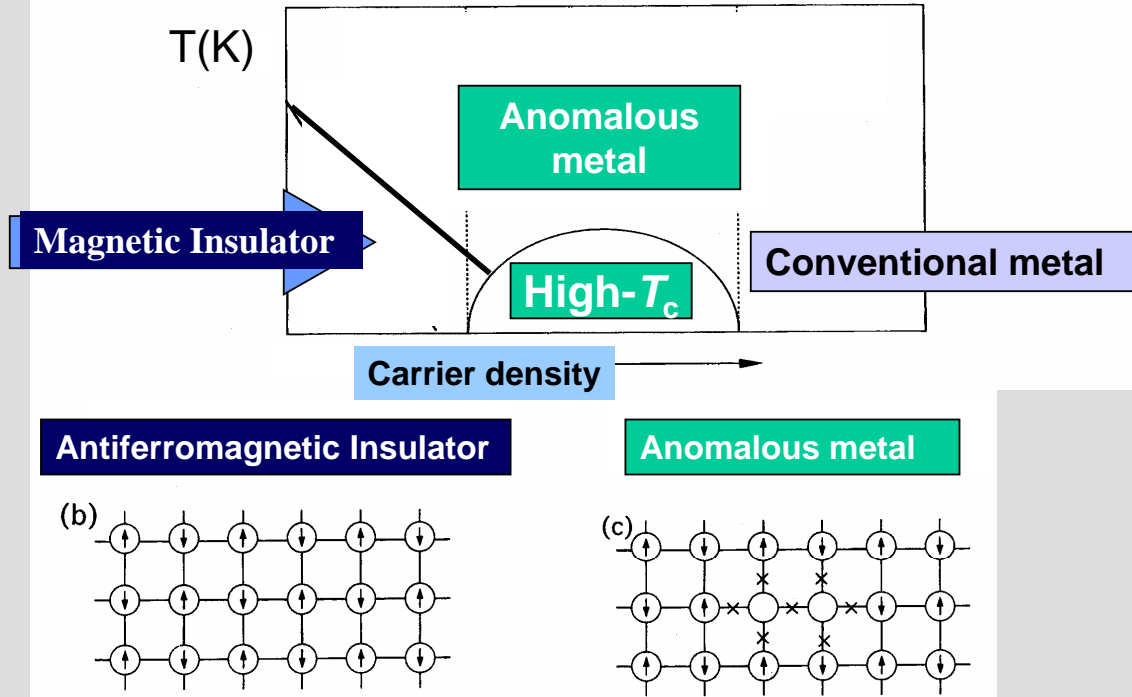 T(K)
Anomalous
metal
Magnetic Insulator
Conventional metal
High-Tc
Carrier density
Antiferromagnetic Insulator
Anomalous metal
(b)
(c)